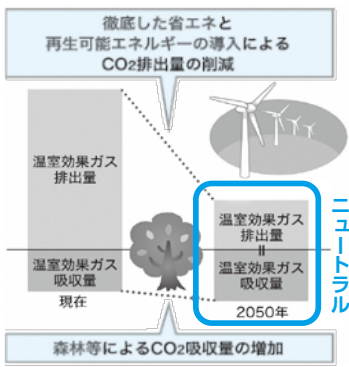 徹底した省エネと
再生可能エネルギーの導入による
CO2排出量の削減
温室効果ガス
排出量
温室効果ガス
吸収量
現在
温室効果ガス
排出量
=
温室効果ガス
吸収量
2050年
ニュートラル
森林等によるCO2吸収量の増加